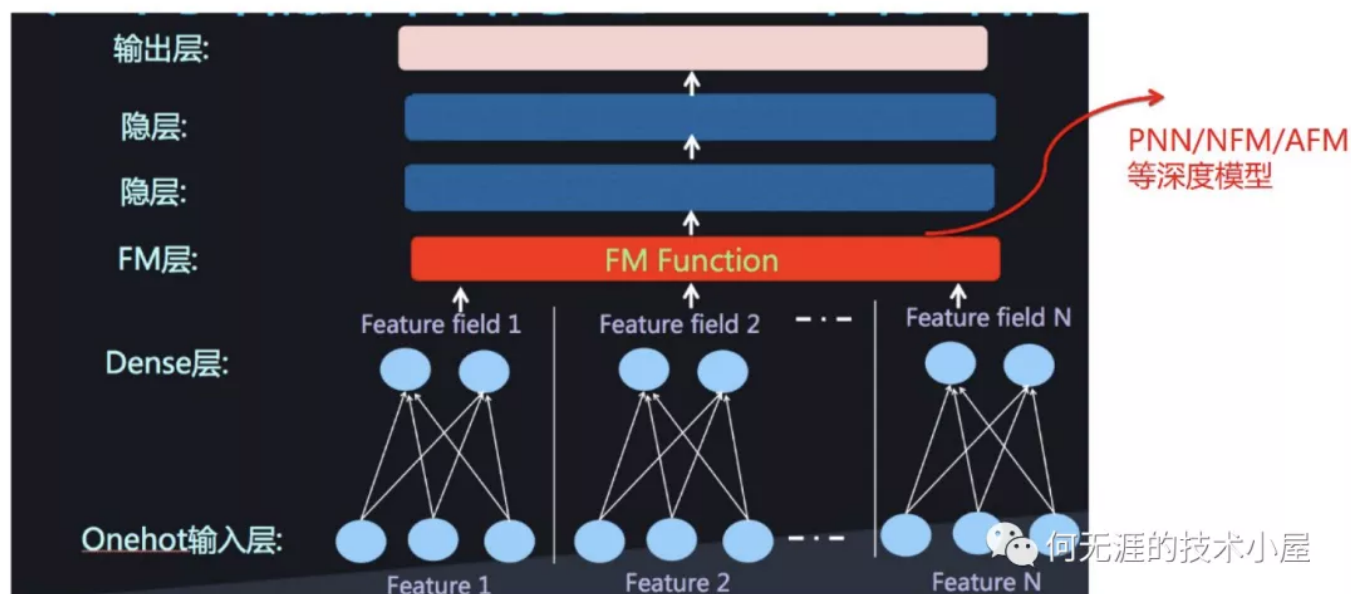 输出层:
隐层:
隐层:
PNN/NFM/AFM
等深度模型
FM层:
FM Function
Feature field 1
Feature field 2
Feature field N
Dense层:
Onehot输入层:
Feature 1
Feature 2
Feature N
何无涯的技术小屋